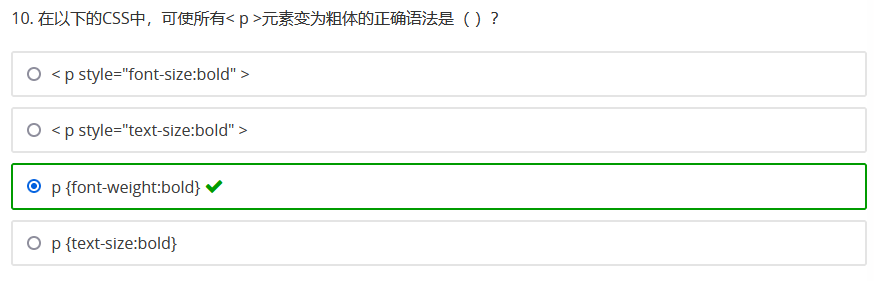 10. 在以下的CSS中，可使所有< p >元素变为粗体的正确语法是（ ）？
< p style="font-size:bold" >
< p style="text-size:bold" >
p {font-weight:bold}
p {text-size:bold}